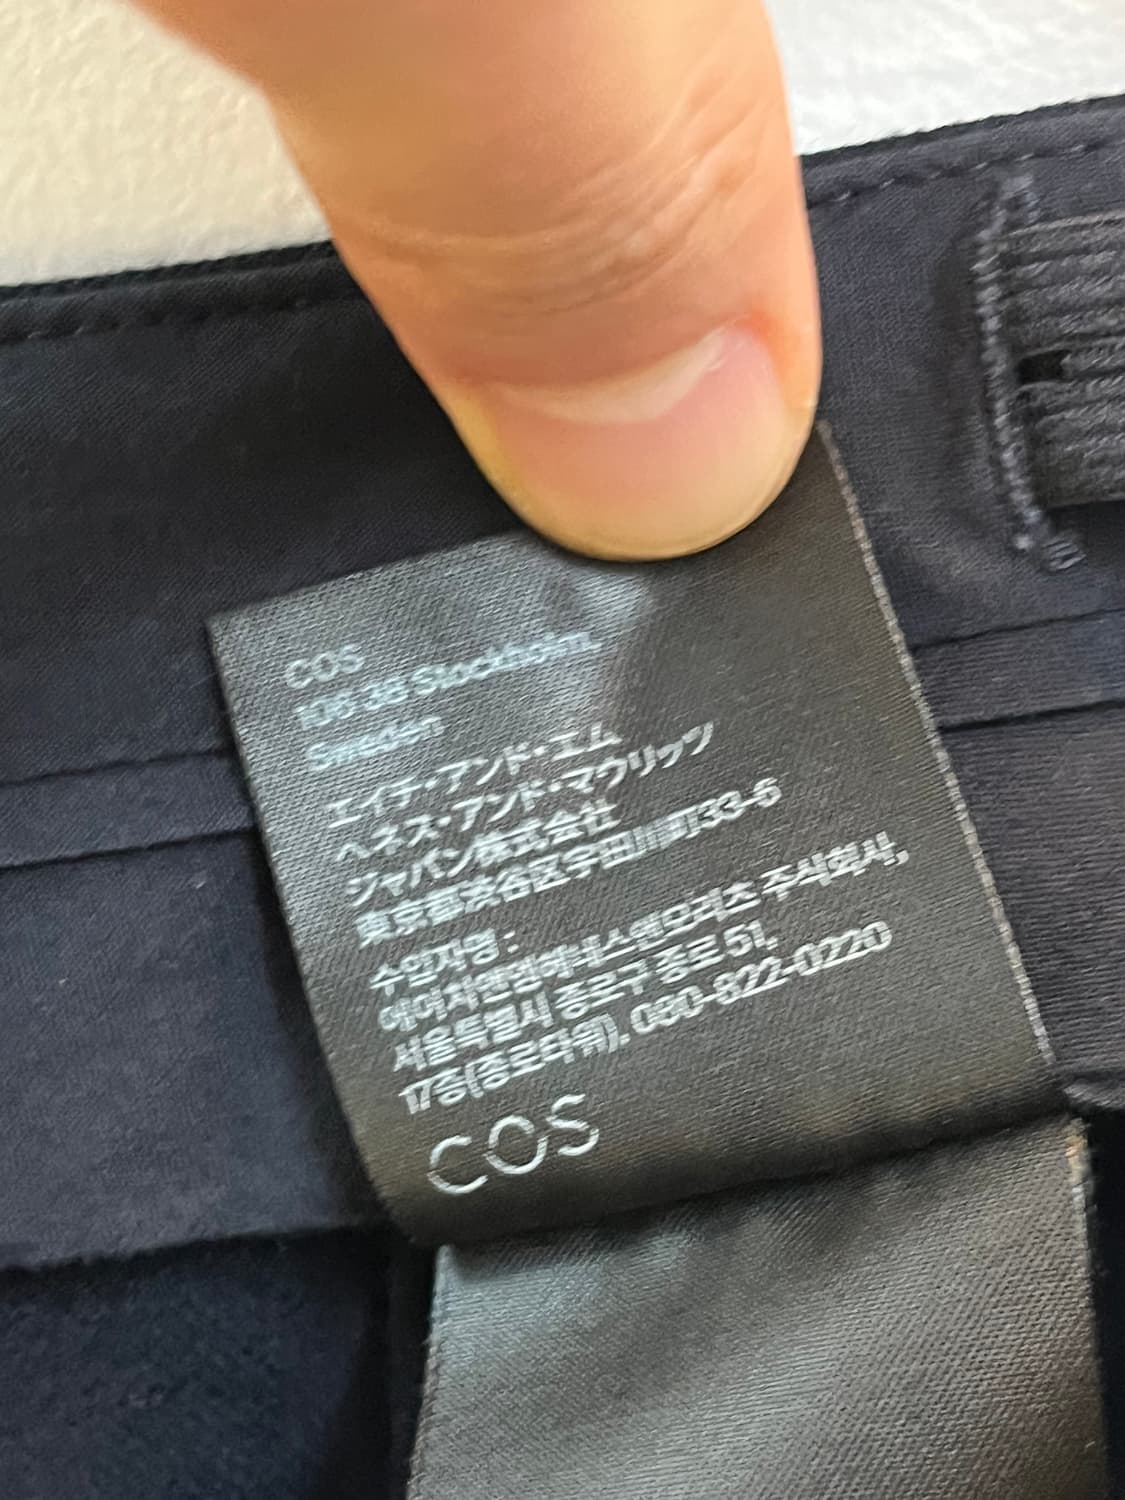 COS
106 38 Stockholm
Sweden
エイチ・アンド・エム
ヘネス・アンド・マウリッツ
ジャパン株式会社
東京都渋谷区宇田川町33-6
수입자명 :
에이치앤엠헤네스앤모리츠 주식회사,
서울특별시 종로구 종로 51,
17층(종로타워), 080-822-0220
COS